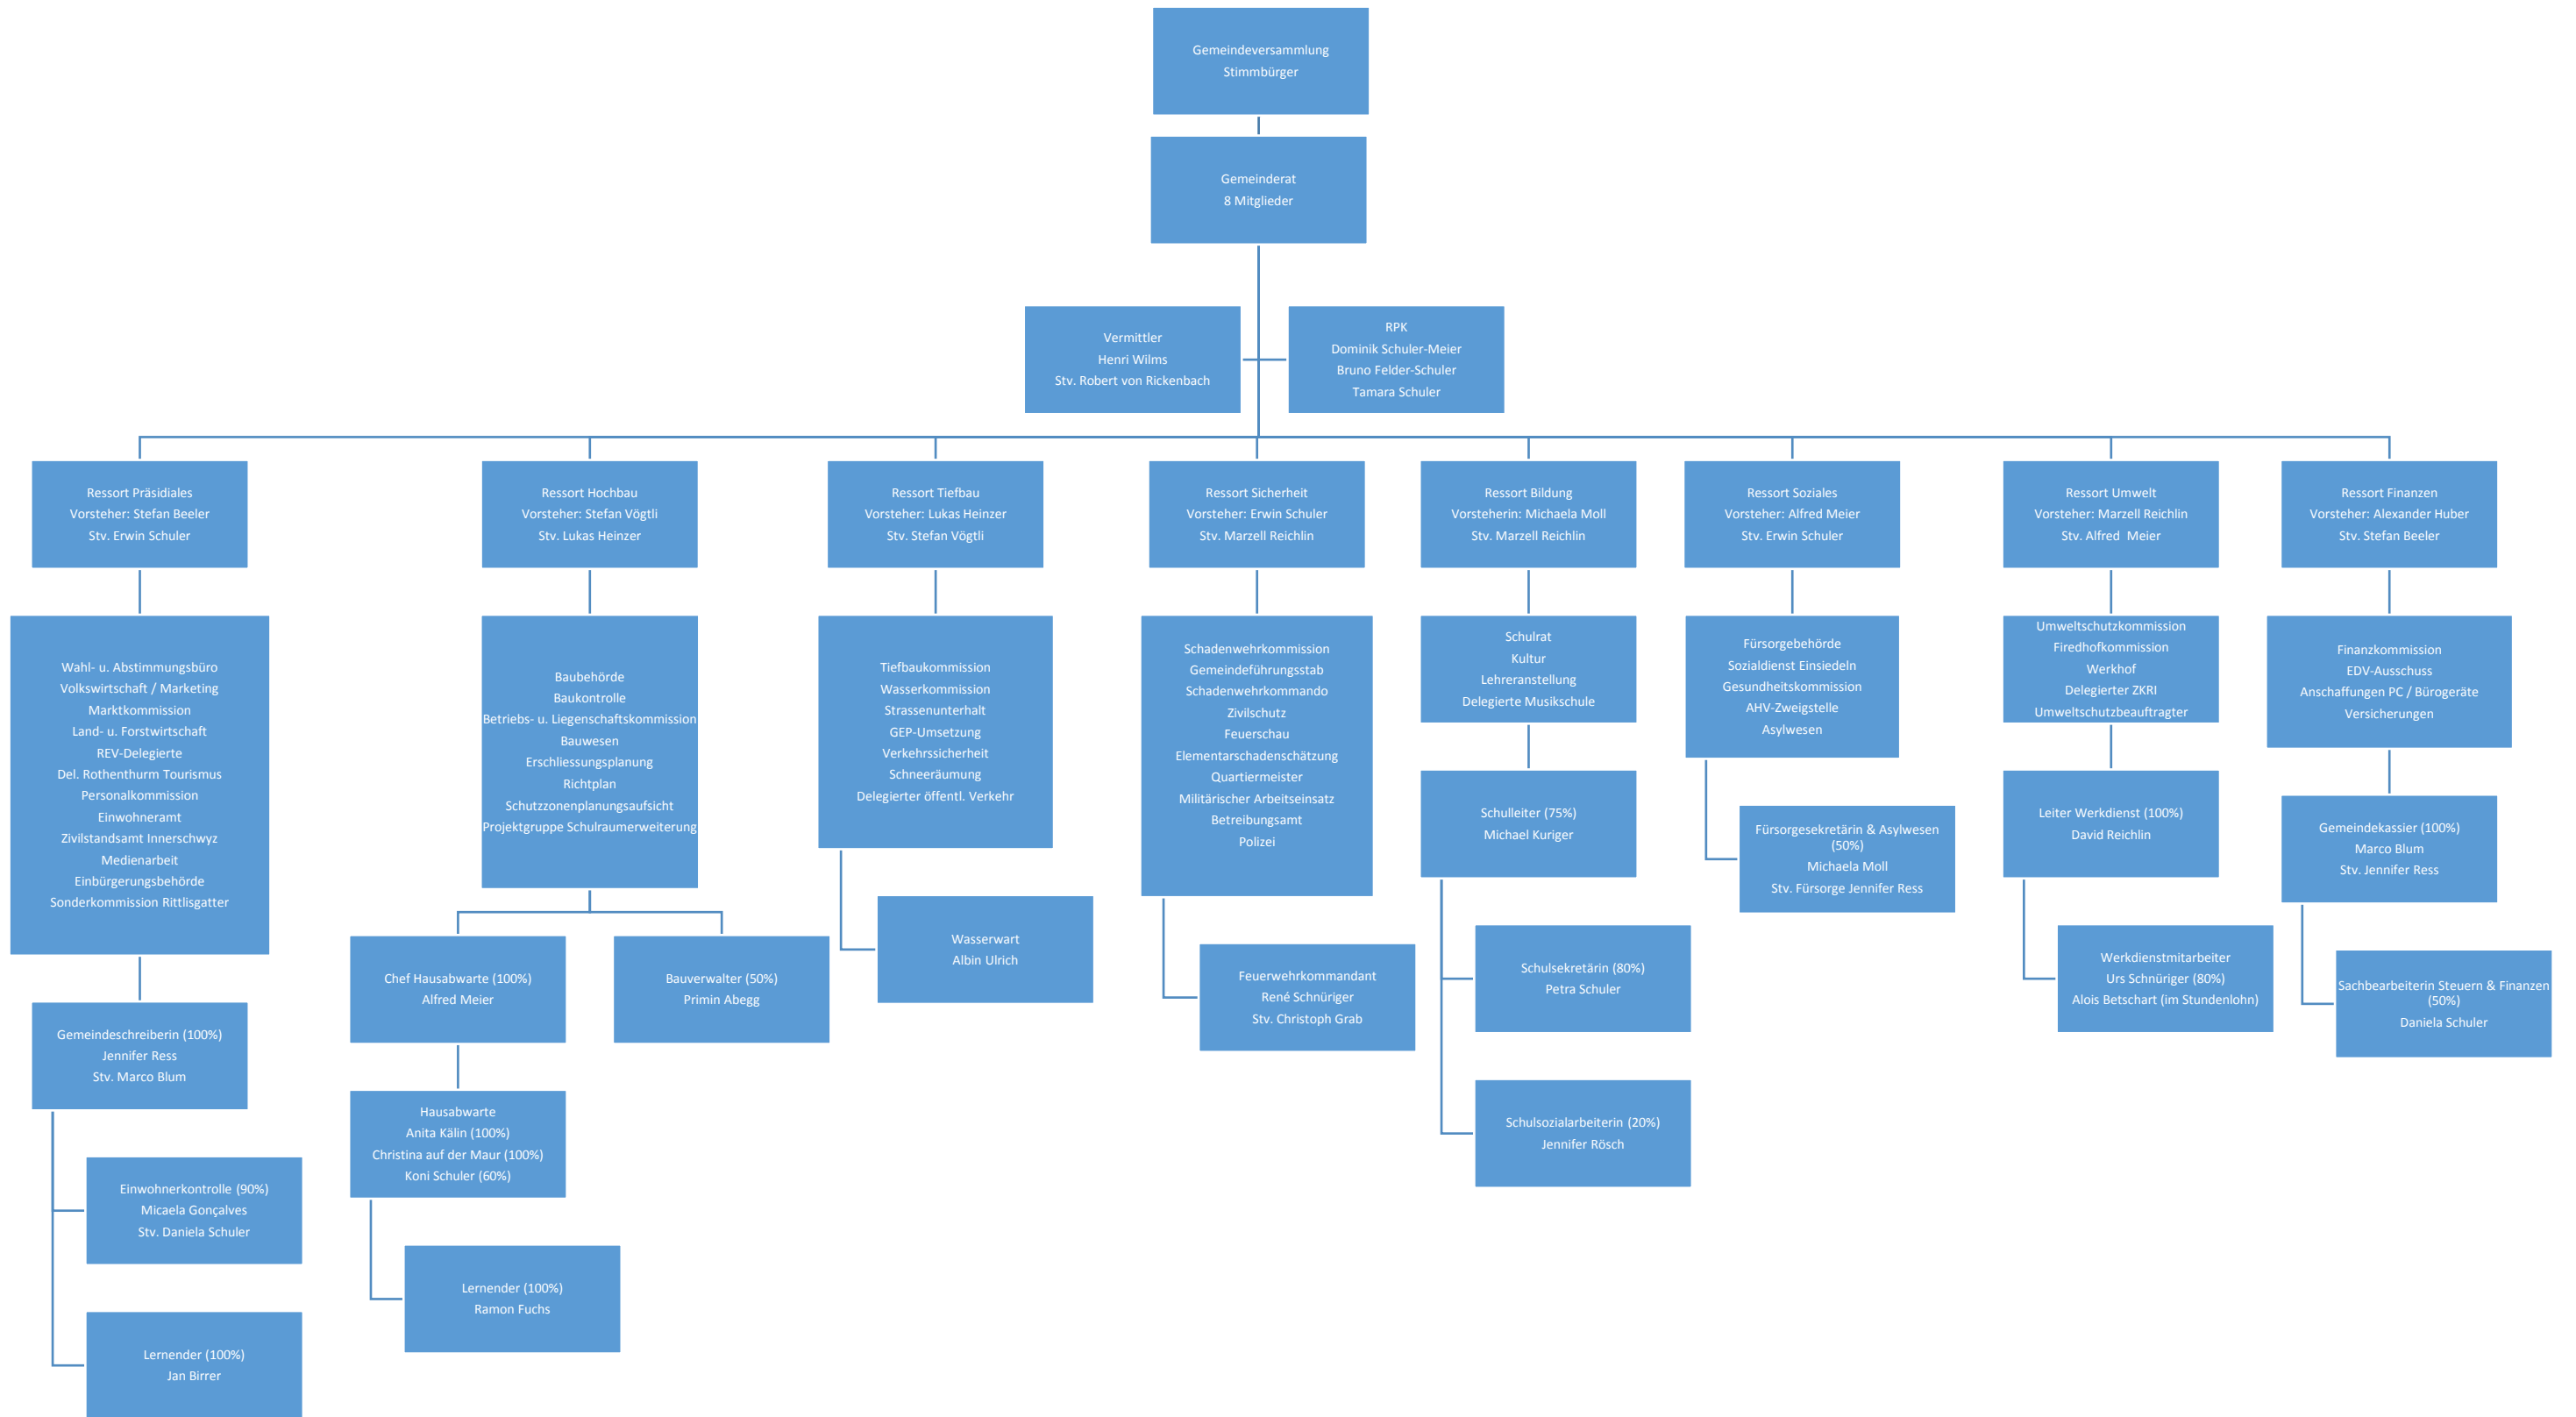 Gemeindeversammlung
Stimmbürger
Gemeinderat
8 Mitglieder
Vermittler
Henri Wilms
Stv. Robert von Rickenbach
RPK
Dominik Schuler-Meier
Bruno Felder-Schuler
Tamara Schuler
Ressort Präsidiales
Vorsteher: Stefan Beeler
Stv. Erwin Schuler
Ressort Hochbau
Vorsteher: Stefan Vögtli
Stv. Lukas Heinzer
Ressort Tiefbau
Vorsteher: Lukas Heinzer
Stv. Stefan Vögtli
Ressort Sicherheit
Vorsteher: Erwin Schuler
Stv. Marzell Reichlin
Ressort Bildung
Vorsteherin: Michaela Moll
Stv. Marzell Reichlin
Ressort Soziales
Vorsteher: Alfred Meier
Stv. Erwin Schuler
Ressort Umwelt
Vorsteher: Marzell Reichlin
Stv. Alfred  Meier
Ressort Finanzen
Vorsteher: Alexander Huber
Stv. Stefan Beeler
Wahl- u. Abstimmungsbüro
Volkswirtschaft / Marketing
Marktkommission
Land- u. Forstwirtschaft
REV-Delegierte
Del. Rothenthurm Tourismus
Personalkommission
Einwohneramt
Zivilstandsamt Innerschwyz
Medienarbeit
Einbürgerungsbehörde
Sonderkommission Rittlisgatter
Baubehörde
Baukontrolle
Betriebs- u. Liegenschaftskommission
Bauwesen
Erschliessungsplanung
Richtplan
Schutzzonenplanungsaufsicht
Projektgruppe Schulraumerweiterung
Tiefbaukommission
Wasserkommission
Strassenunterhalt
GEP-Umsetzung
Verkehrssicherheit
Schneeräumung
Delegierter öffentl. Verkehr
Schadenwehrkommission
Gemeindeführungsstab
Schadenwehrkommando
Zivilschutz
Feuerschau
Elementarschadenschätzung
Quartiermeister
Militärischer Arbeitseinsatz
Betreibungsamt
Polizei
Schulrat
Kultur
Lehreranstellung
Delegierte Musikschule
Fürsorgebehörde
Sozialdienst Einsiedeln
Gesundheitskommission
AHV-Zweigstelle
Asylwesen
Umweltschutzkommission
Firedhofkommission
Werkhof
Delegierter ZKRI
Umweltschutzbeauftragter
Finanzkommission
EDV-Ausschuss
Anschaffungen PC / Bürogeräte
Versicherungen
Gemeindeschreiberin (100%)
Jennifer Ress
Stv. Marco Blum
Einwohnerkontrolle (90%)
Micaela Gonçalves
Stv. Daniela Schuler
Lernender (100%)
Jan Birrer
Chef Hausabwarte (100%)
Alfred Meier
Bauverwalter (50%)
Primin Abegg
Hausabwarte
Anita Kälin (100%)
Christina auf der Maur (100%)
Koni Schuler (60%)
Lernender (100%)
Ramon Fuchs
Wasserwart
Albin Ulrich
Feuerwehrkommandant
René Schnüriger
Stv. Christoph Grab
Schulleiter (75%)
Michael Kuriger
Schulsekretärin (80%)
Petra Schuler
Schulsozialarbeiterin (20%)
Jennifer Rösch
Fürsorgesekretärin & Asylwesen
(50%)
Michaela Moll
Stv. Fürsorge Jennifer Ress
Leiter Werkdienst (100%)
David Reichlin
Werkdienstmitarbeiter
Urs Schnüriger (80%)
Alois Betschart (im Stundenlohn)
Gemeindekassier (100%)
Marco Blum
Stv. Jennifer Ress
Sachbearbeiterin Steuern & Finanzen
(50%)
Daniela Schuler